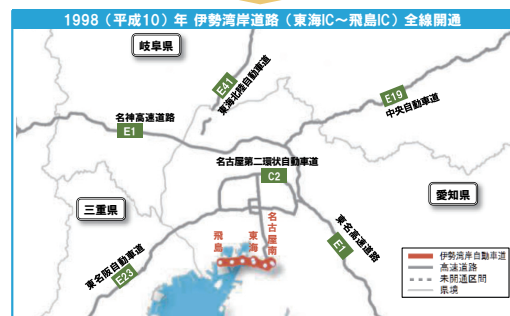 1998（平成10）年 伊勢湾岸道路（東海IC～飛島IC）全線開通
岐阜県
E41
東海北陸自動車道
E19
中央自動車道
名神高速道路
E1
名古屋第二環状自動車道
C2
愛知県
三重県
飛島
東海
名古屋南
東名高速道路
E1
東名阪自動車道
E23
伊勢湾岸自動車道
高速道路
未開通区間
県境